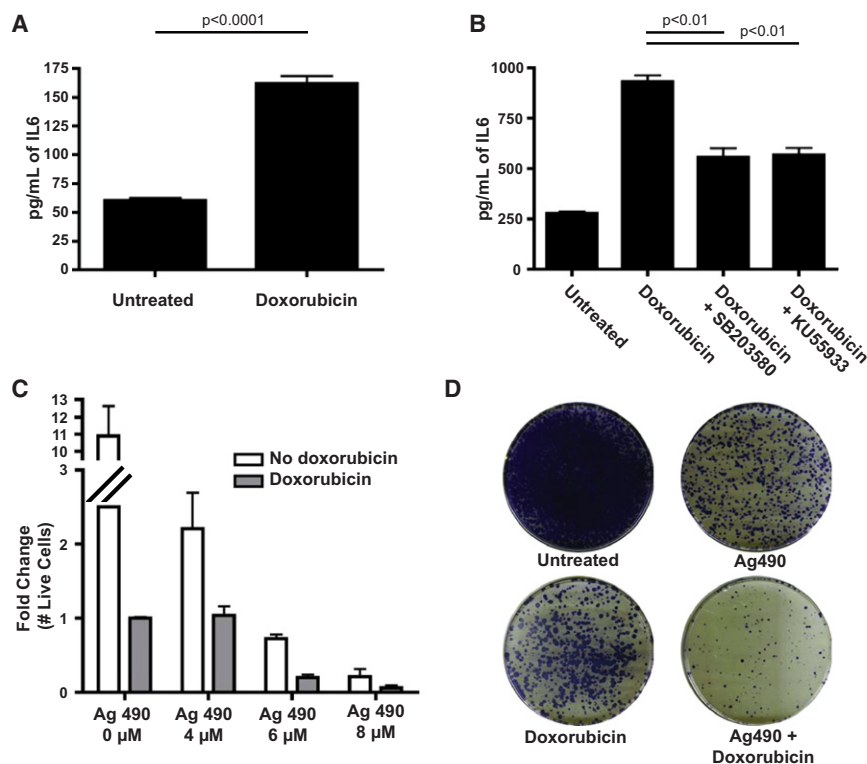 A
p<0.0001
pg/mL of IL6
175
150
125
100
75
50
25
0
Untreated
Doxorubicin
B
p<0.01
p<0.01
pg/mL of IL6
1000
750
500
250
0
Untreated
Doxorubicin
Doxorubicin
+ SB203580
Doxorubicin
+ KU55933
C
Fold Change
(# Live Cells)
13
12
11
10
3
2
1
0
No doxorubicin
Doxorubicin
Ag 490
0 µM
Ag 490
4 µM
Ag 490
6 µM
Ag 490
8 µM
D
Untreated
Ag490
Doxorubicin
Ag490 +
Doxorubicin